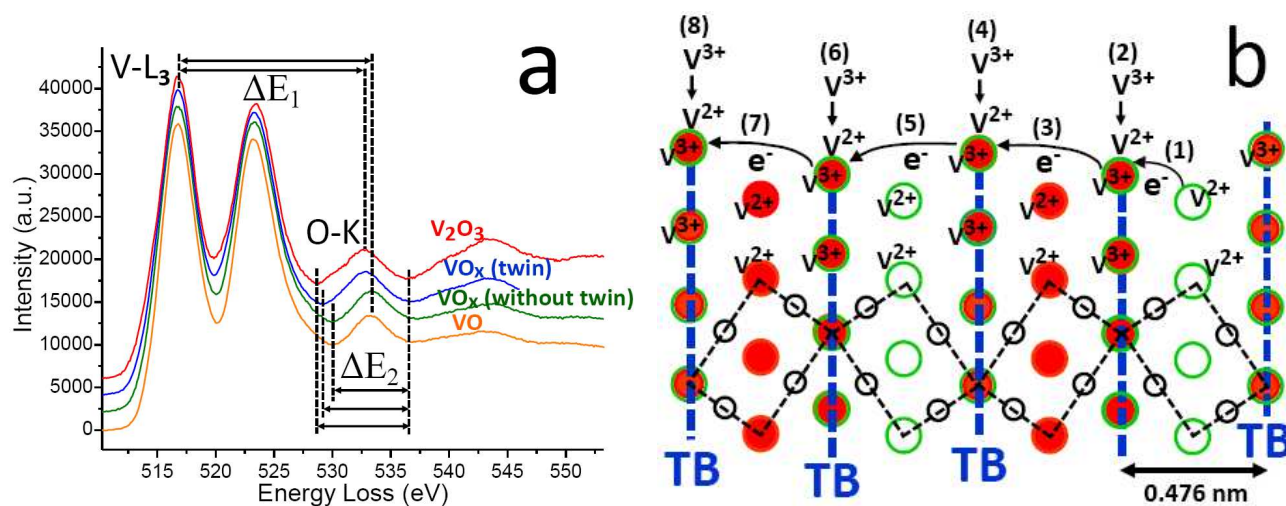 a
V-L₃
ΔE₁
O-K
V₂O₃
VOₓ (twin)
VOₓ (without twin)
VO
ΔE₂
Intensity (a.u.)
40000
35000
30000
25000
20000
15000
10000
5000
0
515 520 525 530 535 540 545 550
Energy Loss (eV)
b
(8) (6) (4) (2)
V³⁺ V³⁺ V³⁺ V³⁺
V²⁺ V²⁺ V²⁺ V²⁺
(7) (5) (3) (1)
e⁻ e⁻ e⁻ e⁻
V³⁺ V³⁺ V³⁺ V³⁺ V³⁺
V²⁺ V²⁺ V²⁺ V²⁺
V³⁺ V³⁺ V³⁺ V³⁺
V²⁺ V²⁺ V²⁺ V²⁺
TB TB TB TB TB
0.476 nm